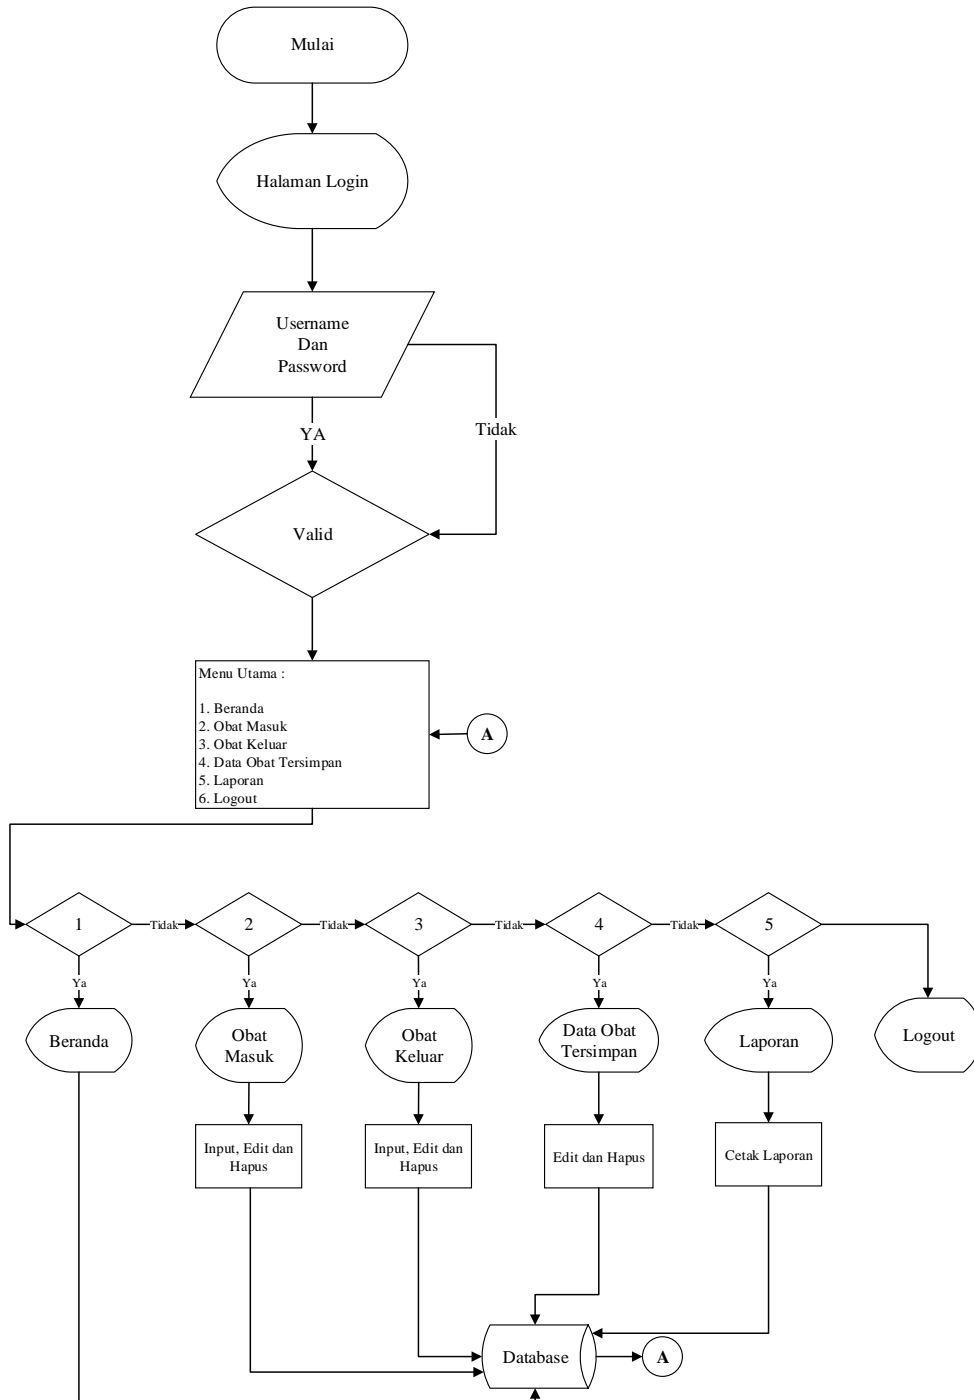 Mulai
Halaman Login
Username
Dan
Password
YA
Tidak
Valid
Menu Utama :
1. Beranda
2. Obat Masuk
3. Obat Keluar
4. Data Obat Tersimpan
5. Laporan
6. Logout
A
1
Tidak
2
Tidak
3
Tidak
4
Tidak
5
Ya
Ya
Ya
Ya
Ya
Beranda
Obat
Masuk
Obat
Keluar
Data Obat
Tersimpan
Laporan
Logout
Input, Edit dan
Hapus
Input, Edit dan
Hapus
Edit dan Hapus
Cetak Laporan
Database
A